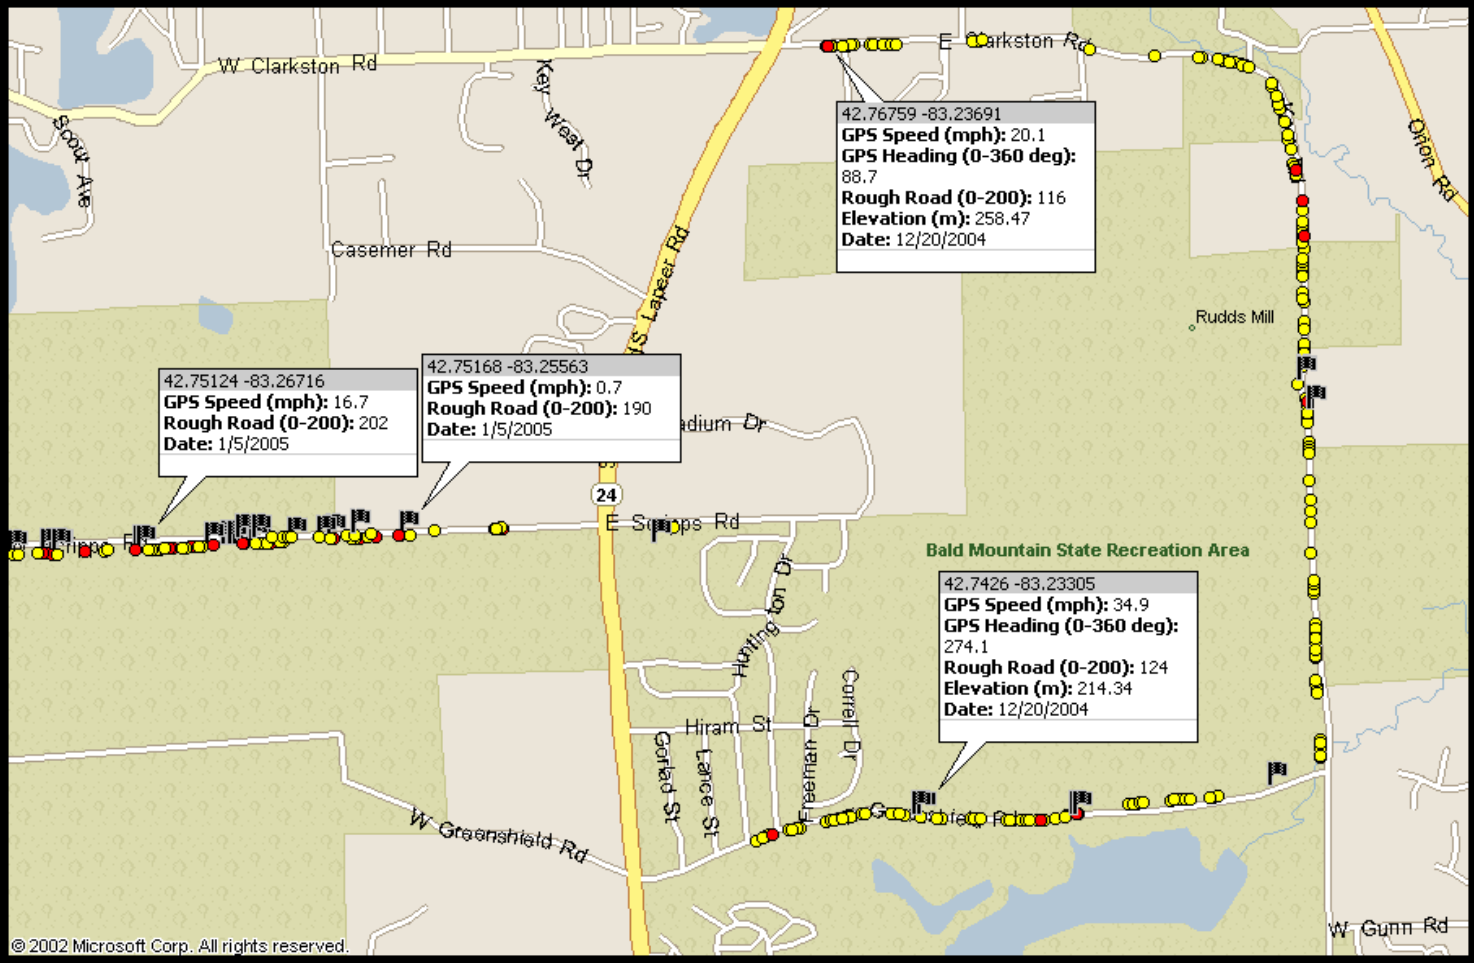 W Clarkston Rd
E Clarkston Rd
Key West Dr
Scout Ave
Orion Rd
42.76759 -83.23691
GPS Speed (mph): 20.1
GPS Heading (0-360 deg):
88.7
Rough Road (0-200): 116
Elevation (m): 258.47
Date: 12/20/2004
Casemer Rd
S Lapeer Rd
Rudds Mill
42.75124 -83.26716
GPS Speed (mph): 16.7
Rough Road (0-200): 202
Date: 1/5/2005
42.75168 -83.25563
GPS Speed (mph): 0.7
Rough Road (0-200): 190
Date: 1/5/2005
adium Dr
24
E Scripps Rd
Bald Mountain State Recreation Area
42.7426 -83.23305
GPS Speed (mph): 34.9
GPS Heading (0-360 deg):
274.1
Rough Road (0-200): 124
Elevation (m): 214.34
Date: 12/20/2004
Huntington Dr
Hiram St
Gorlad St
Lance St
Freeman Dr
Correll Dr
W Greenshield Rd
W Gunn Rd
© 2002 Microsoft Corp. All rights reserved.